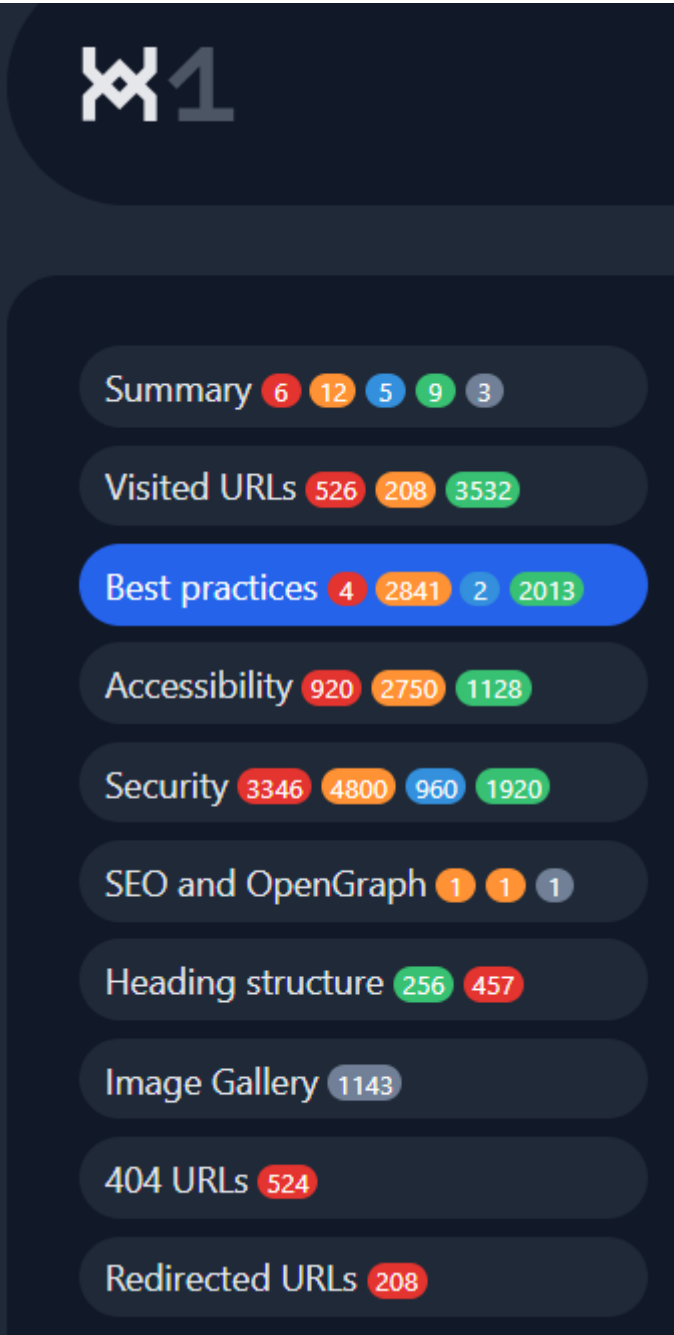 1
Summary 6 12 5 9 3
Visited URLs 526 208 3532
Best practices 4 2841 2 2013
Accessibility 920 2750 1128
Security 3346 4800 960 1920
SEO and OpenGraph 1 1 1
Heading structure 256 457
Image Gallery 1143
404 URLs 524
Redirected URLs 208